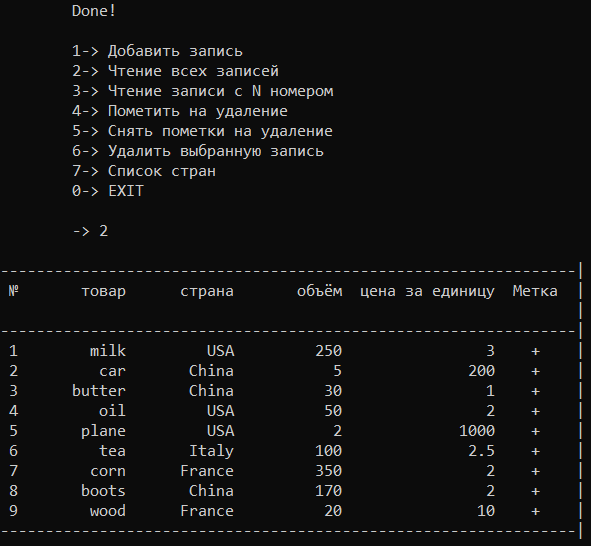 Done!
1-> Добавить запись
2-> Чтение всех записей
3-> Чтение записи с N номером
4-> Пометить на удаление
5-> Снять пометки на удаление
6-> Удалить выбранную запись
7-> Список стран
0-> EXIT
-> 2
----------------------------------------------------------------|
№ товар страна объём цена за единицу Метка |
|
----------------------------------------------------------------|
1 milk USA 250 3 + |
2 car China 5 200 + |
3 butter China 30 1 + |
4 oil USA 50 2 + |
5 plane USA 2 1000 + |
6 tea Italy 100 2.5 + |
7 corn France 350 2 + |
8 boots China 170 2 + |
9 wood France 20 10 + |
----------------------------------------------------------------|